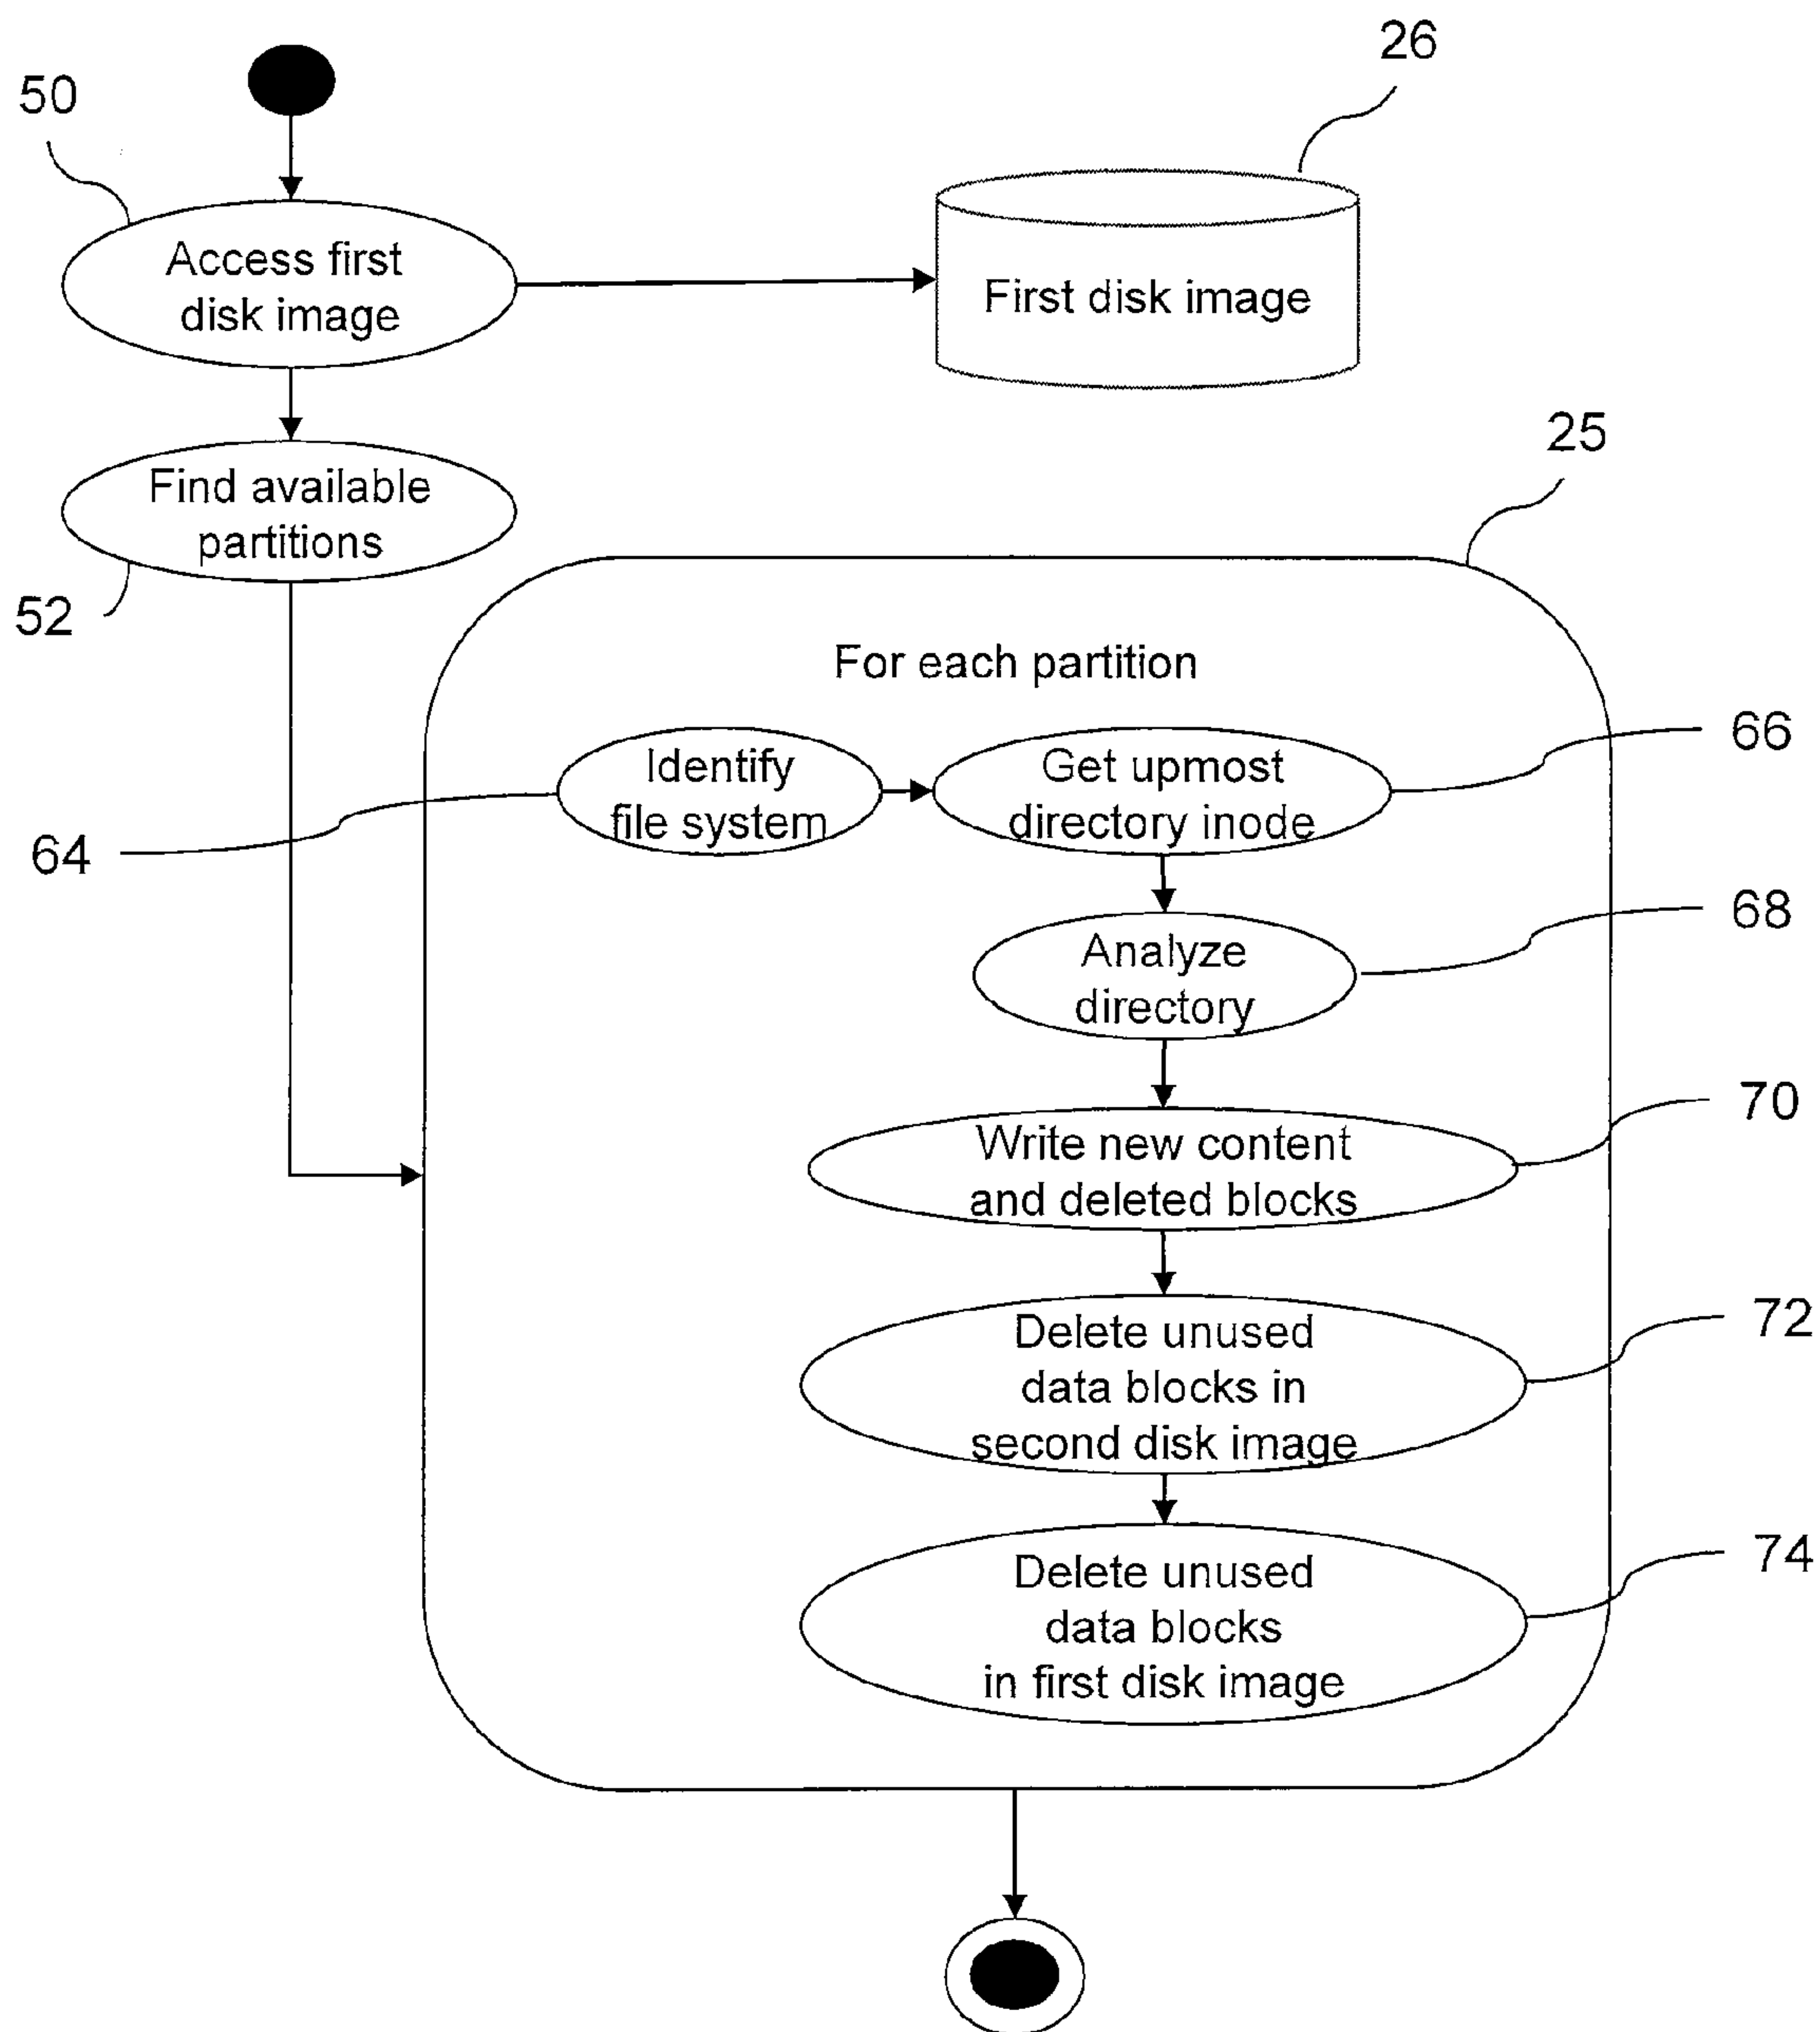 26
50
Access first
disk image
First disk image
25
Find available
partitions
52
For each partition
66
Identify
file system
Get upmost
directory inode
64
68
Analyze
directory
70
Write new content
and deleted blocks
72
Delete unused
data blocks in
second disk image
74
Delete unused
data blocks
in first disk image